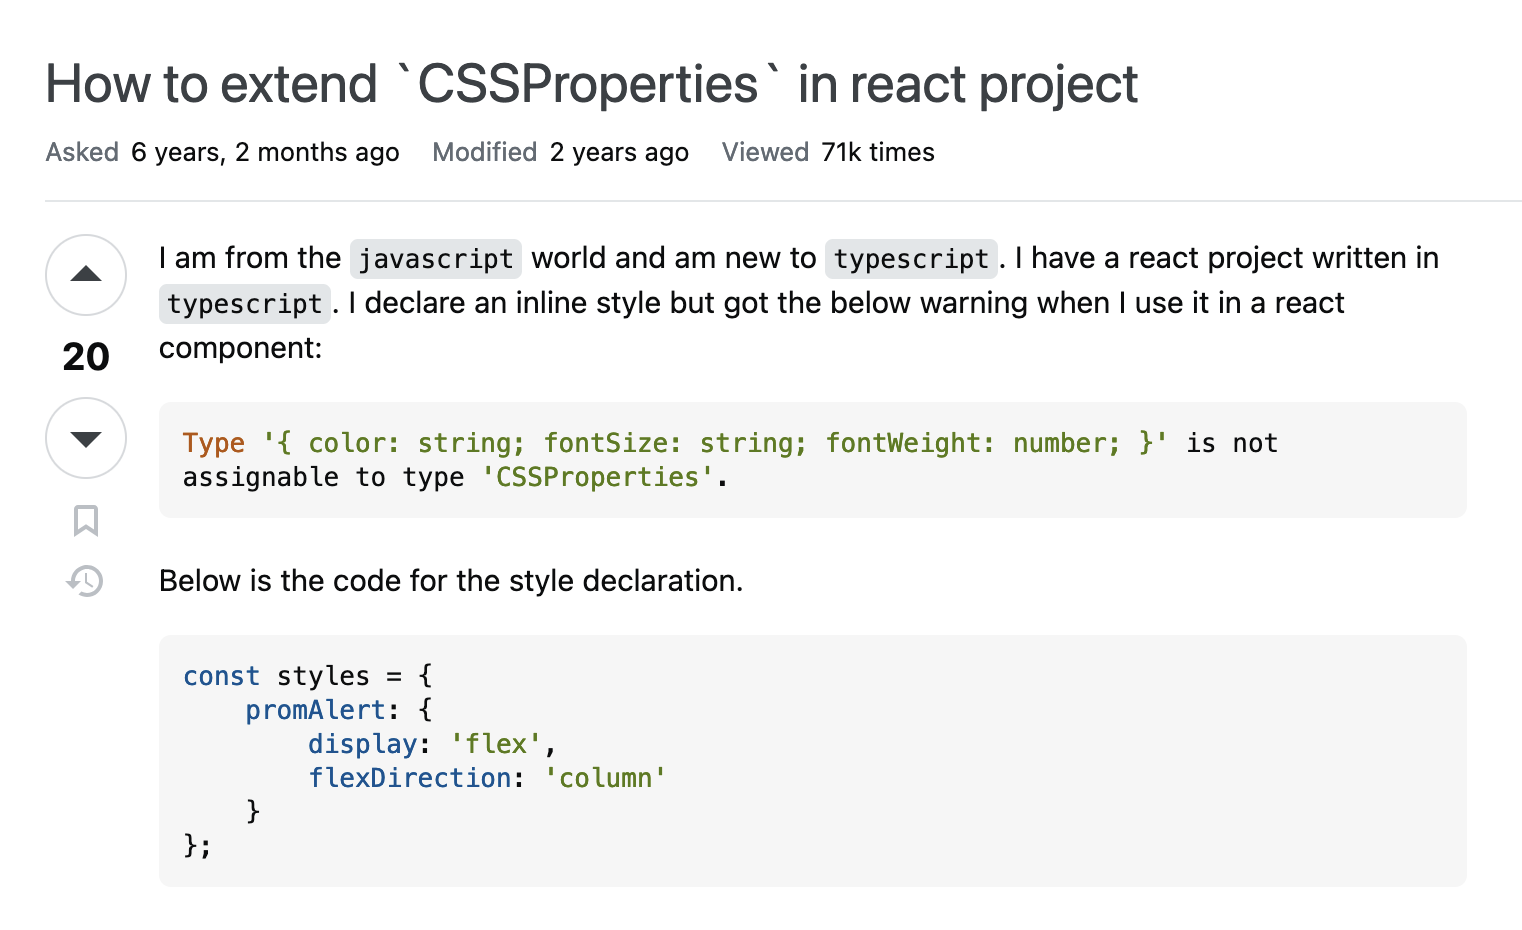 How to extend `CSSProperties` in react project
Asked 6 years, 2 months ago Modified 2 years ago Viewed 71k times
I am from the javascript world and am new to typescript. I have a react project written in
typescript. I declare an inline style but got the below warning when I use it in a react
component:
20
Type '{ color: string; fontSize: string; fontWeight: number; }' is not
assignable to type 'CSSProperties'.
Below is the code for the style declaration.
const styles = {
    promAlert: {
        display: 'flex',
        flexDirection: 'column'
    }
};